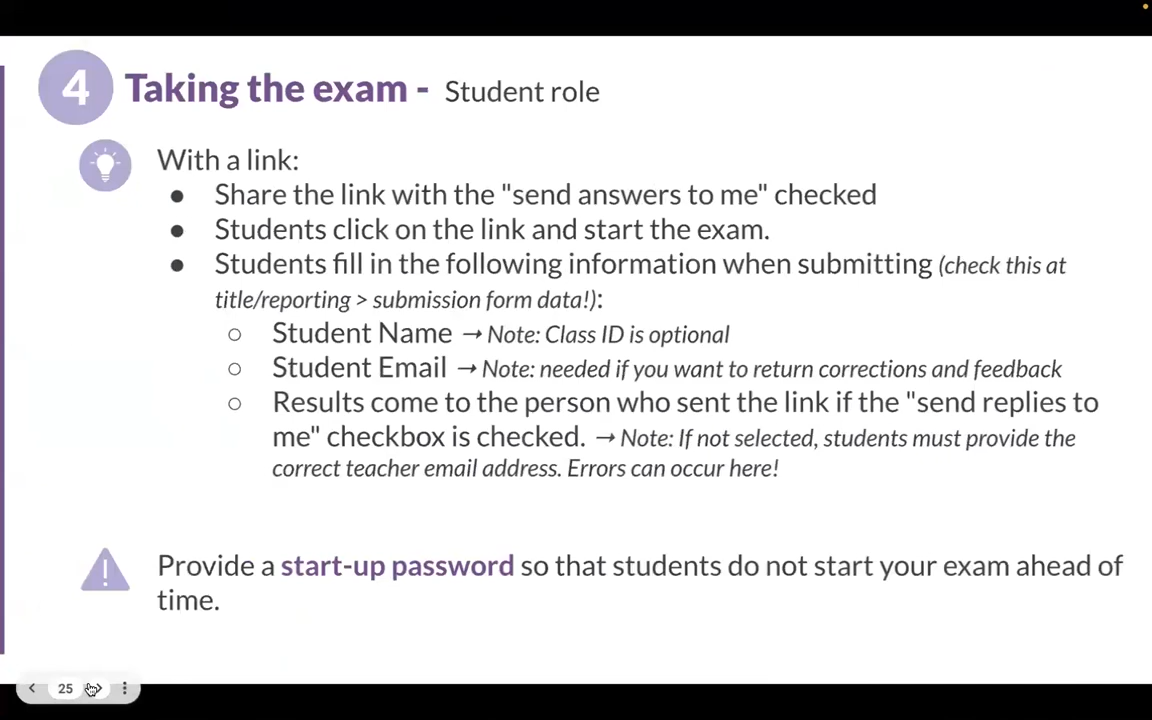 4 Taking the exam - Student role
With a link:
● Share the link with the "send answers to me" checked
● Students click on the link and start the exam.
● Students fill in the following information when submitting (check this at
title/reporting > submission form data!):
○ Student Name → Note: Class ID is optional
○ Student Email → Note: needed if you want to return corrections and feedback
○ Results come to the person who sent the link if the "send replies to
me" checkbox is checked. → Note: If not selected, students must provide the
correct teacher email address. Errors can occur here!
Provide a start-up password so that students do not start your exam ahead of
time.
25